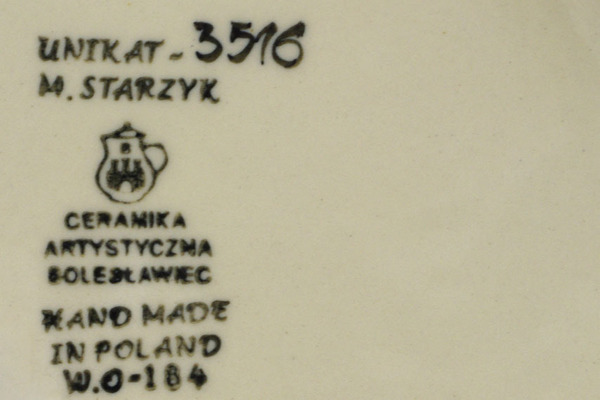 UNIKAT - 3516
M. STARZYK
B
CERAMIKA
ARTYSTYCZNA
BOLESŁAWIEC
HAND MADE
IN POLAND
W.O-184